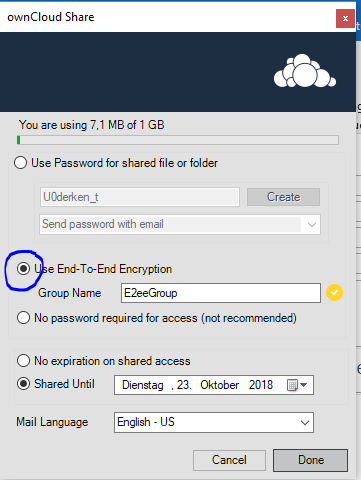 ownCloud Share
x
You are using 7,1 MB of 1 GB
Use Password for shared file or folder
U0derken_t
Create
Send password with email
Use End-To-End Encryption
Group Name
E2eeGroup
No password required for access (not recommended)
No expiration on shared access
Shared Until
Dienstag , 23. Oktober 2018
Mail Language
English - US
Cancel
Done